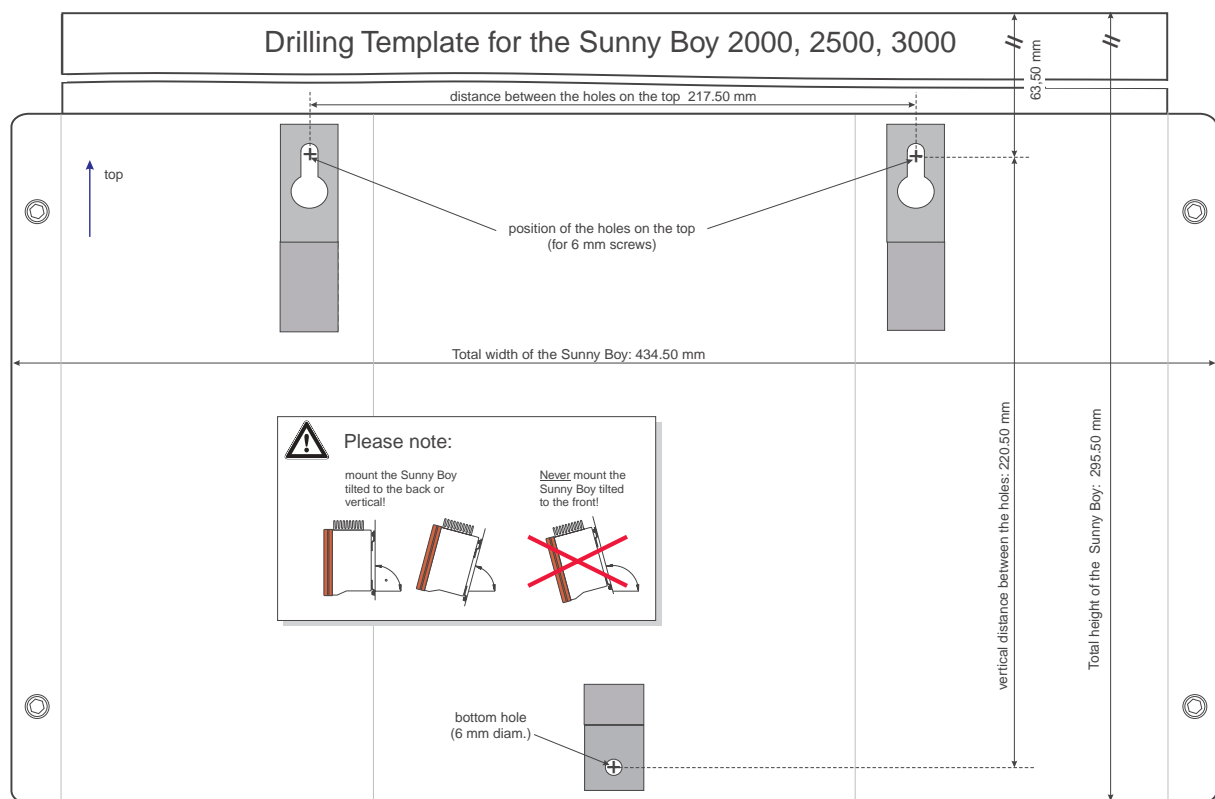 Drilling Template for the Sunny Boy 2000, 2500, 3000
63,50 mm
distance between the holes on the top 217.50 mm
top
position of the holes on the top
(for 6 mm screws)
Total width of the Sunny Boy: 434.50 mm
Please note:
mount the Sunny Boy
tilted to the back or
vertical!
Never mount the
Sunny Boy tilted
to the front!
vertical distance between the holes: 220.50 mm
Total height of the Sunny Boy: 295.50 mm
bottom hole
(6 mm diam.)